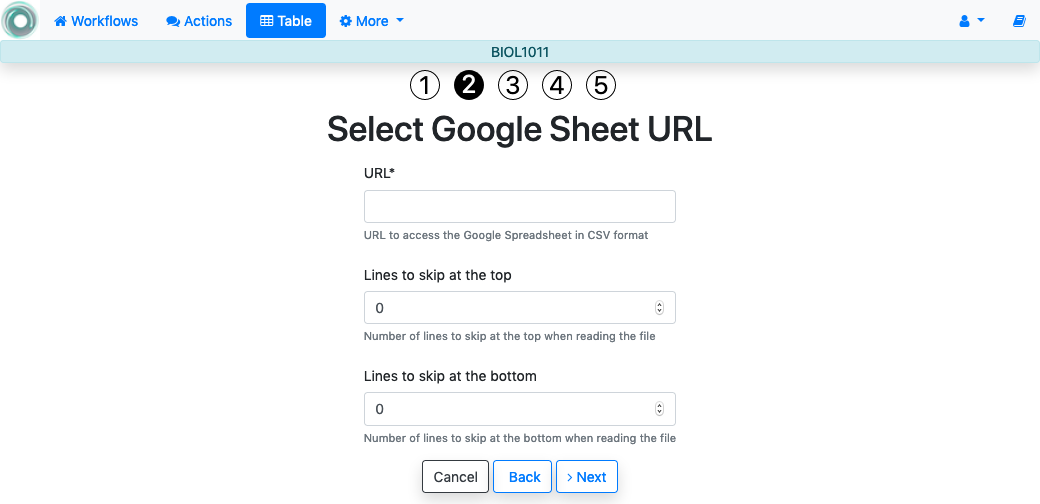 Workflows Actions Table More
BIOL1011
1 2 3 4 5
Select Google Sheet URL
URL*
URL to access the Google Spreadsheet in CSV format
Lines to skip at the top
0
Number of lines to skip at the top when reading the file
Lines to skip at the bottom
0
Number of lines to skip at the bottom when reading the file
Cancel Back Next